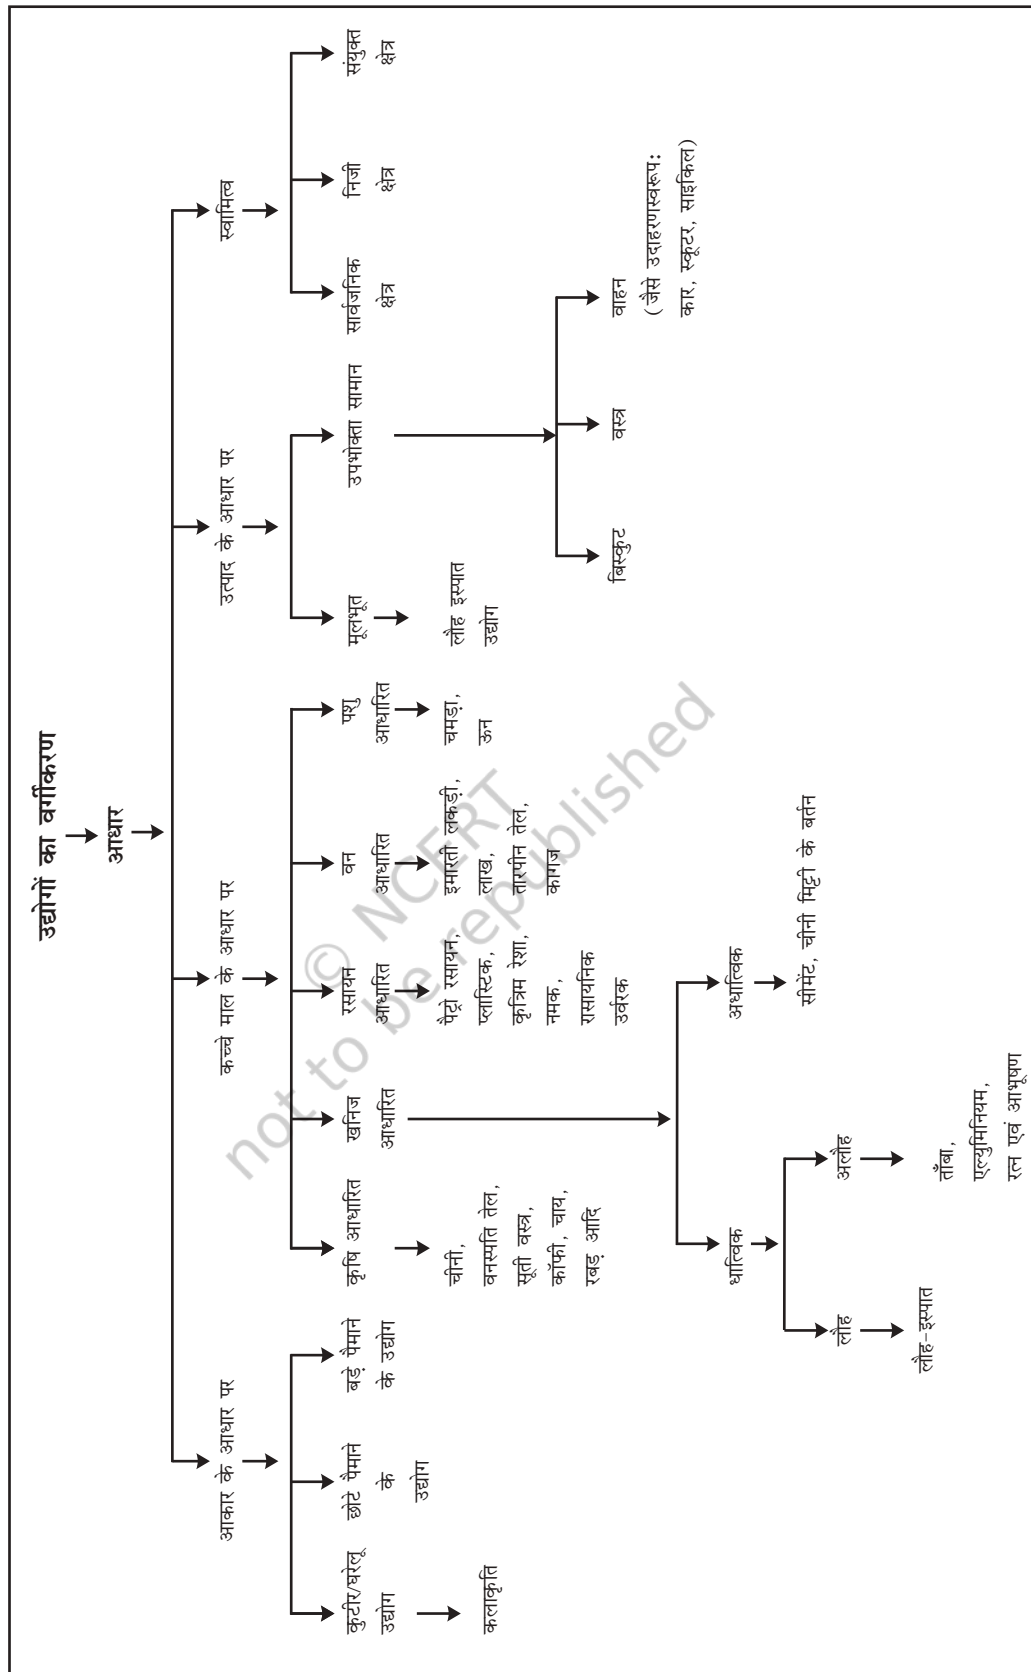 उद्योगों का वर्गीकरण
आधार
आकार के आधार पर
कच्चे माल के आधार पर
उत्पाद के आधार पर
स्वामित्व
कुटीर/घरेलू
उद्योग
कलाकृति
छोटे पैमाने
के
उद्योग
बड़े पैमाने
के उद्योग
कृषि आधारित
चीनी,
वनस्पति तेल,
सूती वस्त्र,
कॉफी, चाय,
रबड़ आदि
खनिज
आधारित
रसायन
आधारित
पैट्रो रसायन,
प्लास्टिक,
कृत्रिम रेशा,
नमक,
रासायनिक
उर्वरक
वन
आधारित
इमारती लकड़ी,
लाख,
तारपीन तेल,
कागज
पशु
आधारित
चमड़ा,
ऊन
मूलभूत
लौह इस्पात
उद्योग
उपभोक्ता सामान
सार्वजनिक
क्षेत्र
निजी
क्षेत्र
संयुक्त
क्षेत्र
बिस्कुट
वस्त्र
वाहन
(जैसे उदाहरणस्वरूप:
कार, स्कूटर, साइकिल)
धात्विक
अधात्विक
सीमेंट, चीनी मिट्टी के बर्तन
लौह
लौह-इस्पात
अलौह
ताँबा,
एल्युमिनियम,
रत्न एवं आभूषण
© NCERT
not to be republished